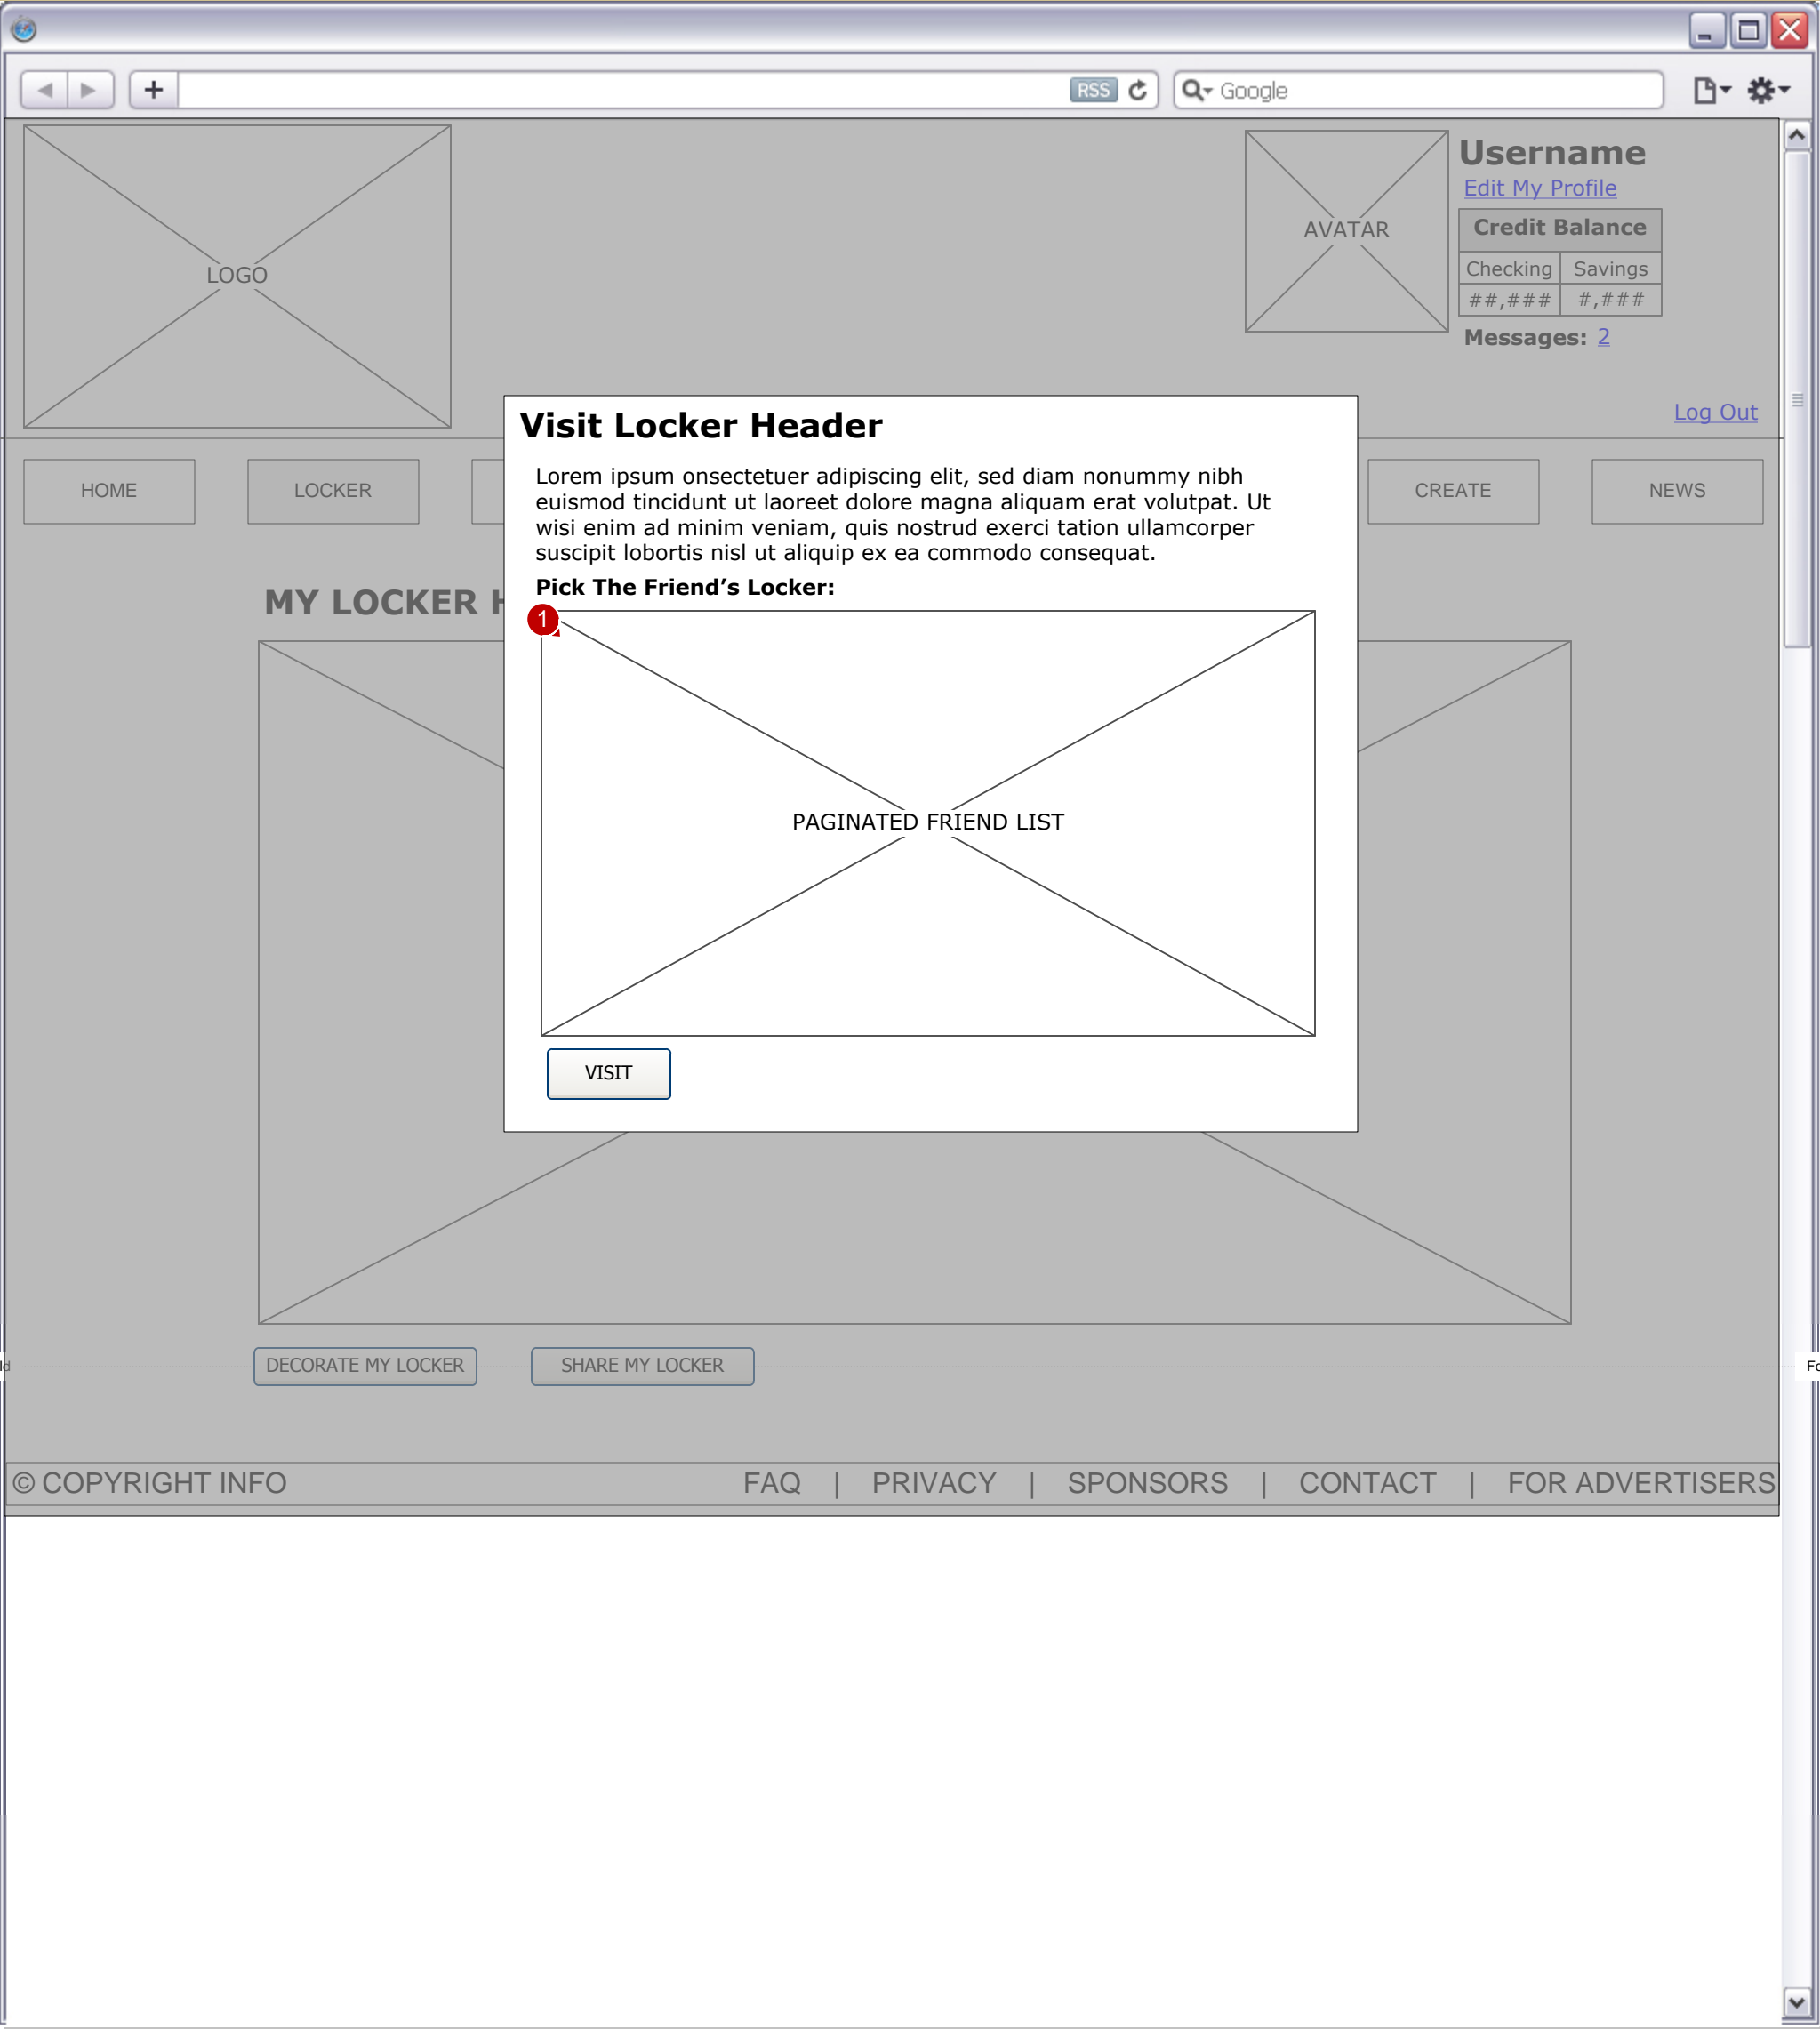 RSS
Google
LOGO
AVATAR
Username
Edit My Profile
Credit Balance
Checking Savings
##,### #,###
Messages: 2
Log Out
HOME LOCKER CREATE NEWS
MY LOCKER H
Visit Locker Header
Lorem ipsum onsectetuer adipiscing elit, sed diam nonummy nibh
euismod tincidunt ut laoreet dolore magna aliquam erat volutpat. Ut
wisi enim ad minim veniam, quis nostrud exerci tation ullamcorper
suscipit lobortis nisl ut aliquip ex ea commodo consequat.
Pick The Friend’s Locker:
1
PAGINATED FRIEND LIST
VISIT
DECORATE MY LOCKER SHARE MY LOCKER
© COPYRIGHT INFO FAQ | PRIVACY | SPONSORS | CONTACT | FOR ADVERTISERS